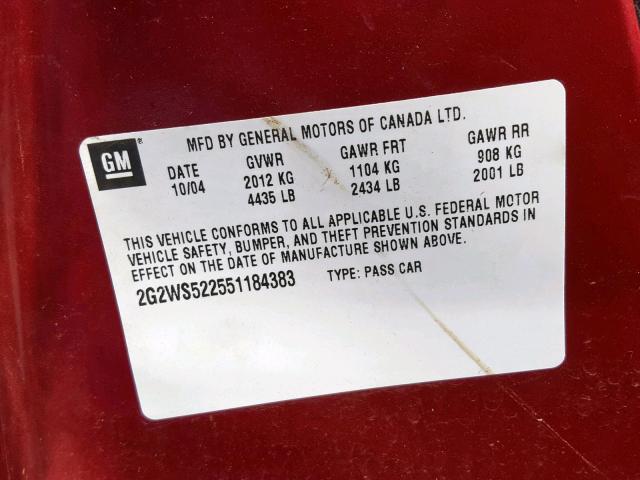 MFD BY GENERAL MOTORS OF CANADA LTD.
GM®
DATE GVWR GAWR FRT GAWR RR
10/04 2012 KG 1104 KG 908 KG
4435 LB 2434 LB 2001 LB
THIS VEHICLE CONFORMS TO ALL APPLICABLE U.S. FEDERAL MOTOR
VEHICLE SAFETY, BUMPER, AND THEFT PREVENTION STANDARDS IN
EFFECT ON THE DATE OF MANUFACTURE SHOWN ABOVE.
2G2WS522551184383 TYPE: PASS CAR